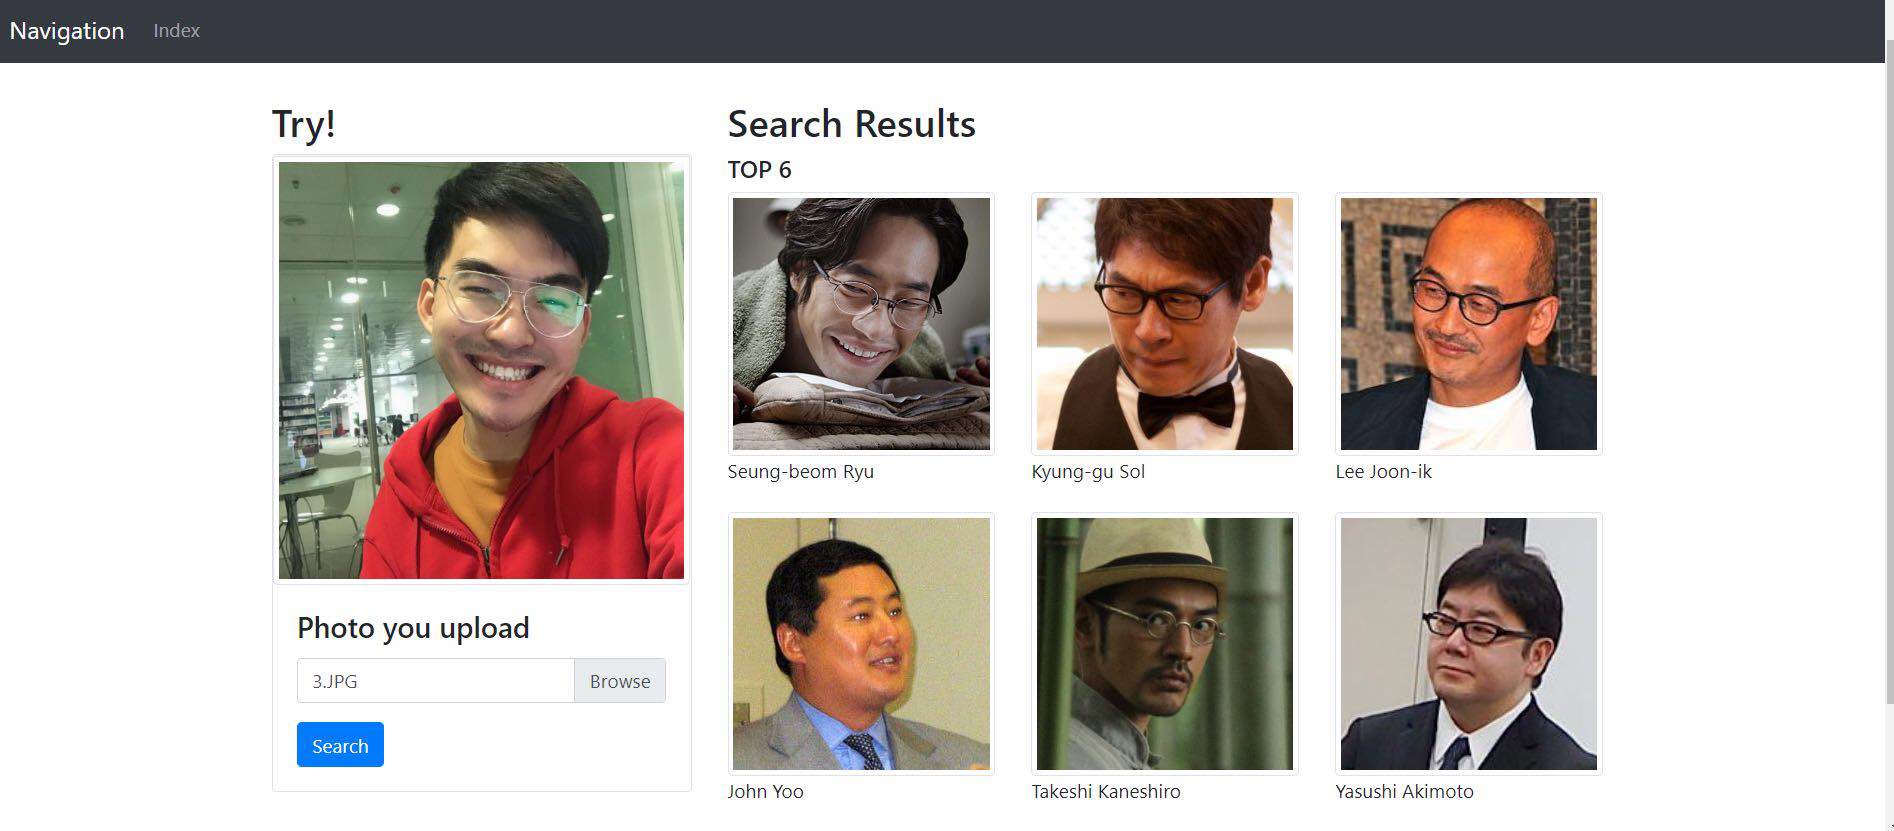 Navigation Index
Try!
Photo you upload
3.JPG Browse
Search
Search Results
TOP 6
Seung-beom Ryu
Kyung-gu Sol
Lee Joon-ik
John Yoo
Takeshi Kaneshiro
Yasushi Akimoto